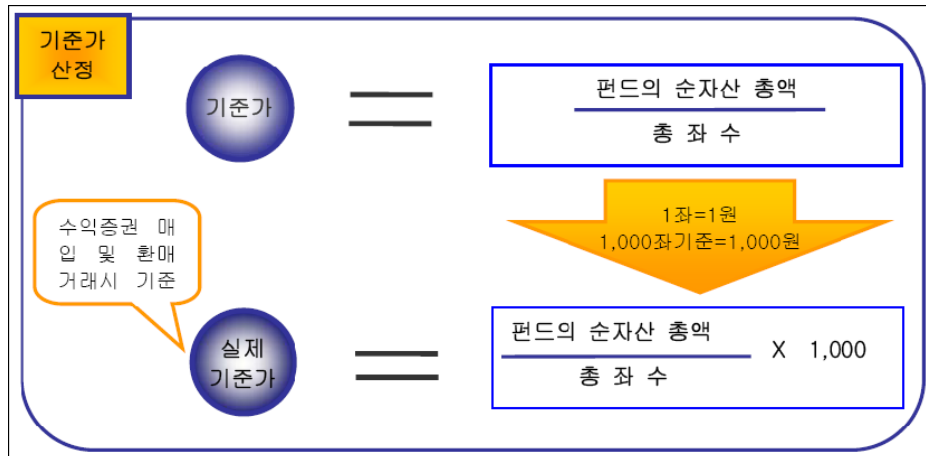 기준가
산정
기준가
펀드의 순자산 총액
총 좌 수
1좌=1원
1,000좌기준=1,000원
수익증권 매
입 및 환매
거래시 기준
실제
기준가
펀드의 순자산 총액
총 좌 수
X 1,000